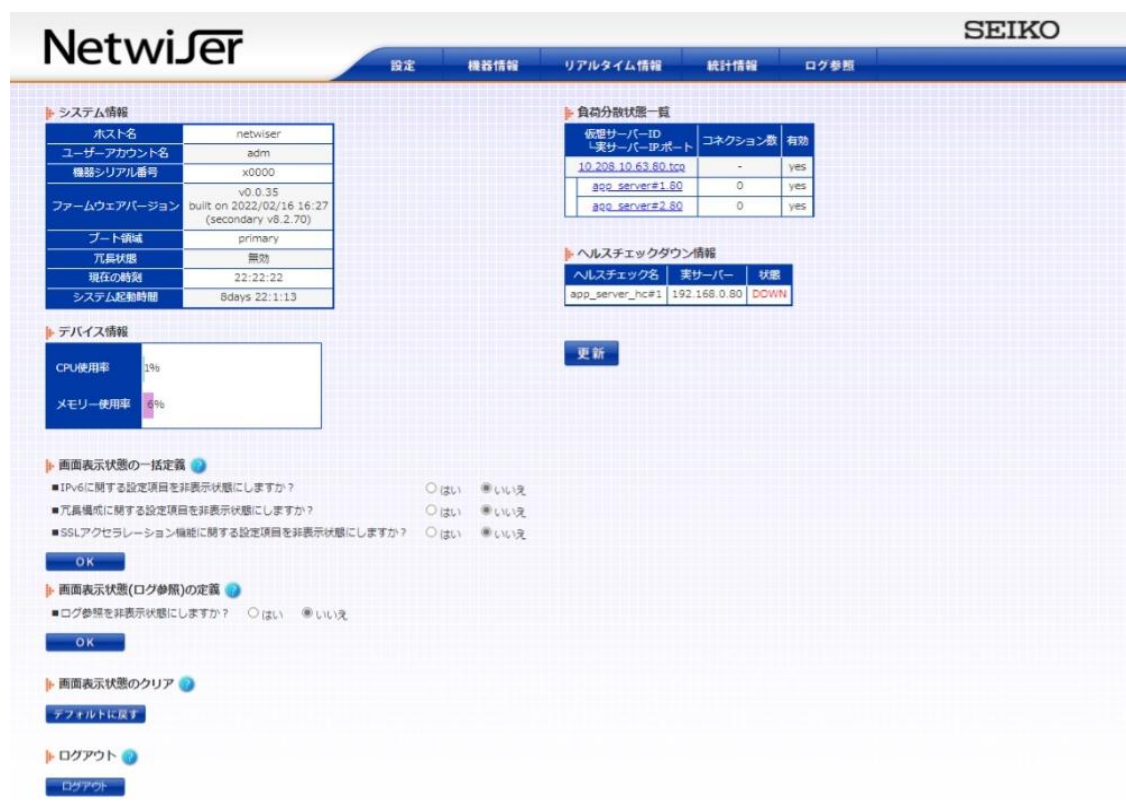 Netwiser
SEIKO
設定 機器情報 リアルタイム情報 統計情報 ログ参照
システム情報
ホスト名 netwiser
ユーザーアカウント名 adm
機器シリアル番号 x0000
ファームウェアバージョン v0.0.35
built on 2022/02/16 16:27
(secondary v8.2.70)
ブート領域 primary
冗長状態 無効
現在の時刻 22:22:22
システム起動時間 8days 22:1:13
デバイス情報
CPU使用率 1%
メモリー使用率 6%
負荷分散状態一覧
仮想サーバーID
└実サーバーIP.ポート コネクション数 有効
10.208.10.63.80.tcp - yes
app_server#1.80 0 yes
app_server#2.80 0 yes
ヘルスチェックダウン情報
ヘルスチェック名 実サーバー 状態
app_server_hc#1 192.168.0.80 DOWN
更新
画面表示状態の一括定義 ?
■IPv6に関する設定項目を非表示状態にしますか? はい いいえ
■冗長構成に関する設定項目を非表示状態にしますか? はい いいえ
■SSLアクセラレーション機能に関する設定項目を非表示状態にしますか? はい いいえ
OK
画面表示状態(ログ参照)の定義 ?
■ログ参照を非表示状態にしますか? はい いいえ
OK
画面表示状態のクリア ?
デフォルトに戻す
ログアウト ?
ログアウト